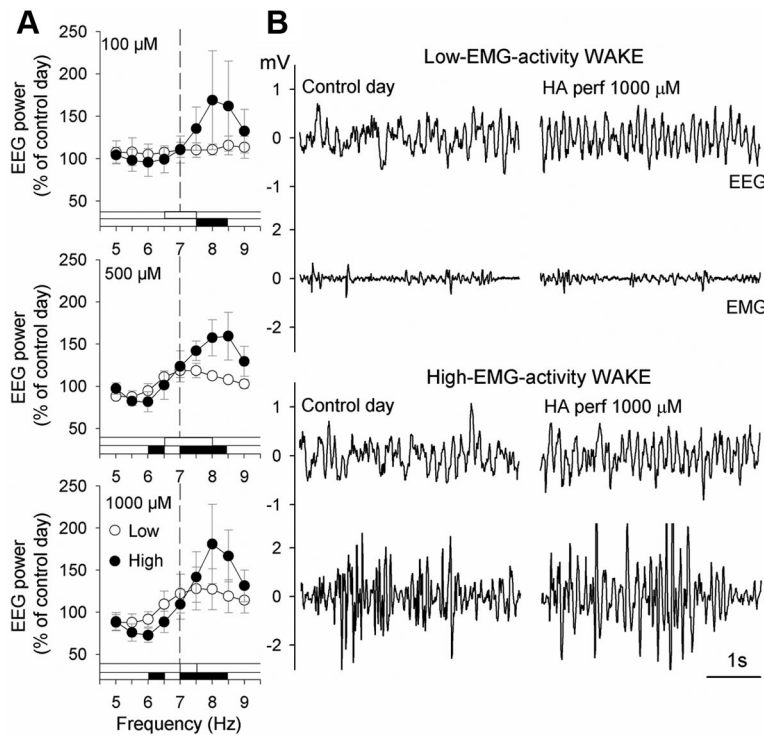 A
B
100 µM
250
200
150
100
50
EEG power
(% of control day)
5 6 7 8 9
500 µM
250
200
150
100
50
EEG power
(% of control day)
5 6 7 8 9
1000 µM
Low
High
250
200
150
100
50
EEG power
(% of control day)
5 6 7 8 9
Frequency (Hz)
Low-EMG-activity WAKE
mV
Control day HA perf 1000 µM
1
0
-1
EEG
2
0
-2
EMG
High-EMG-activity WAKE
Control day HA perf 1000 µM
1
0
-1
2
0
-2
1s